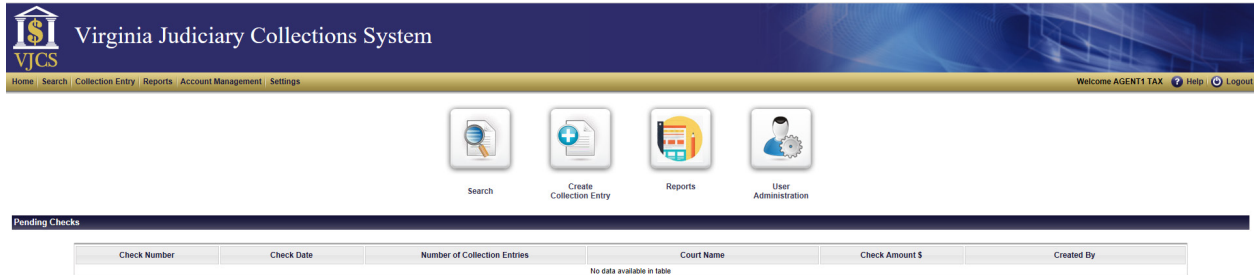 Virginia Judiciary Collections System
VJCS
Home Search Collection Entry Reports Account Management Settings Welcome AGENT1 TAX ? Help Logout
Search Create Collection Entry Reports User Administration
Pending Checks
Check Number Check Date Number of Collection Entries Court Name Check Amount $ Created By
No data available in table